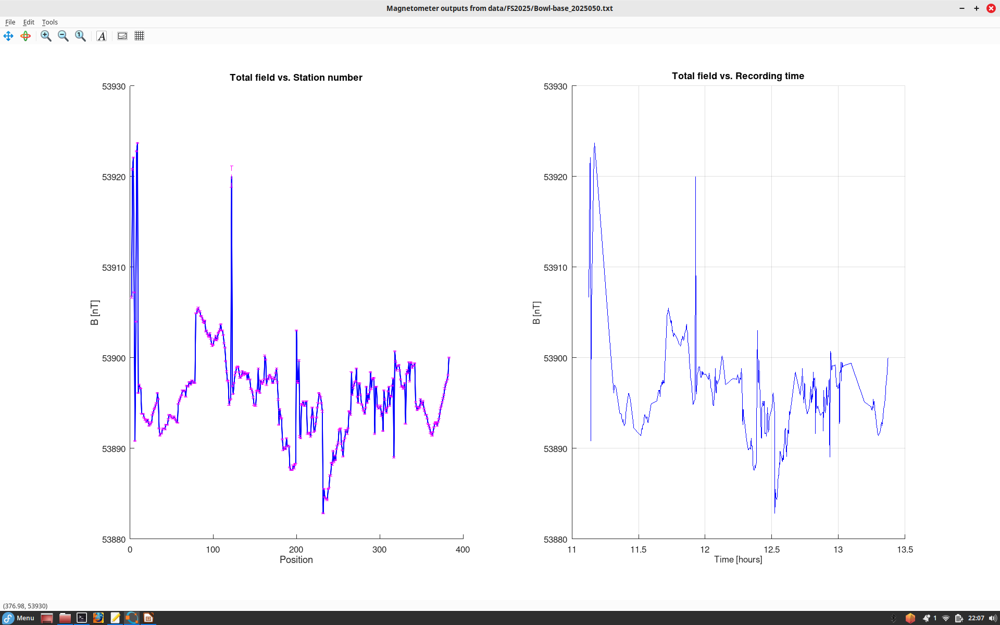 Magnetometer outputs from data/FS2025/Bowl-base_2025050.txt
File Edit Tools
Total field vs. Station number
53930
53920
53910
53900
53890
53880
B [nT]
0 100 200 300 400
Position
Total field vs. Recording time
53930
53920
53910
53900
53890
53880
B [nT]
11 11.5 12 12.5 13 13.5
Time [hours]
(376.98, 53930)
Menu 1 22:07